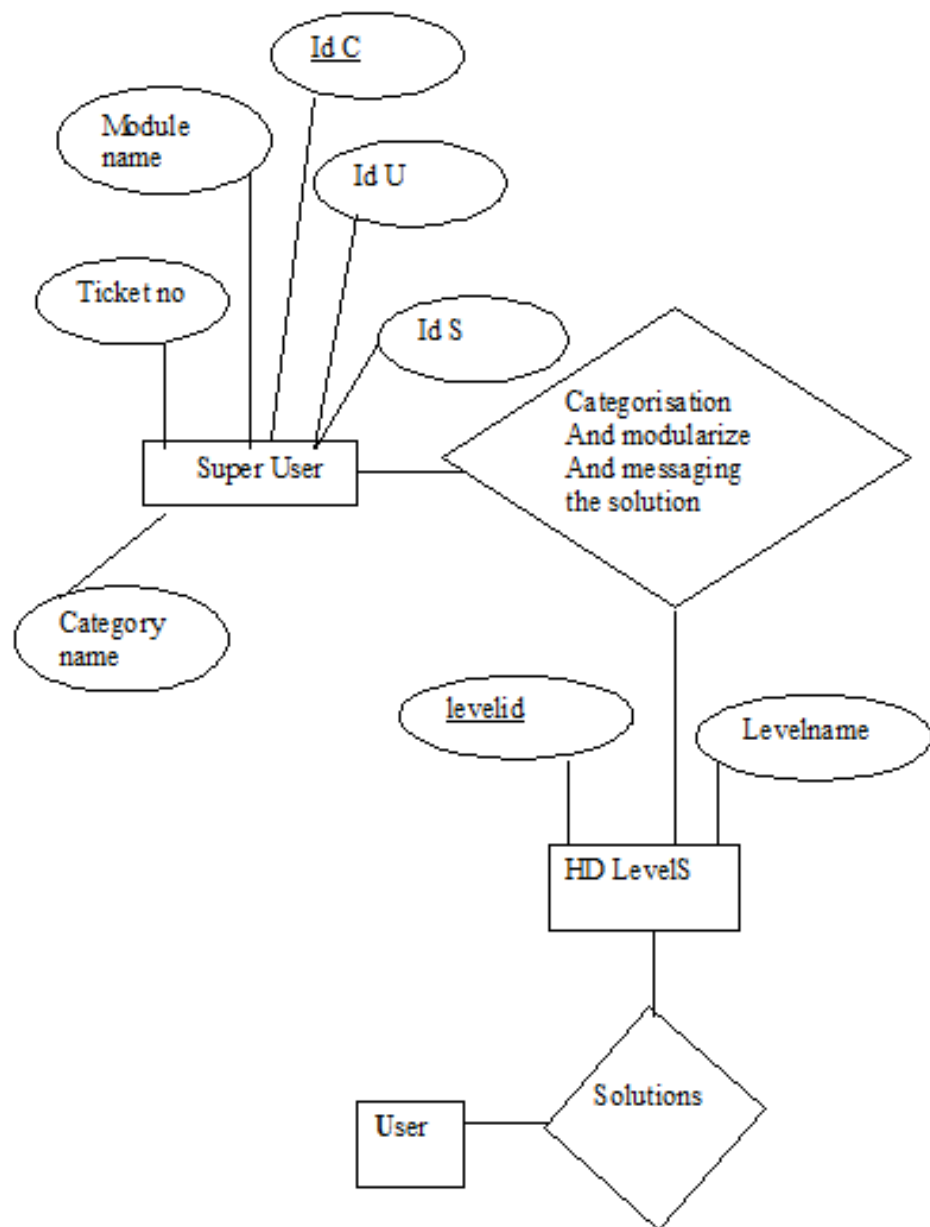 Id C
Module
name
Id U
Ticket no
Id S
Categorisation
And modularize
And messaging
the solution
Super User
Category
name
levelid
Levelname
HD LevelS
Solutions
User